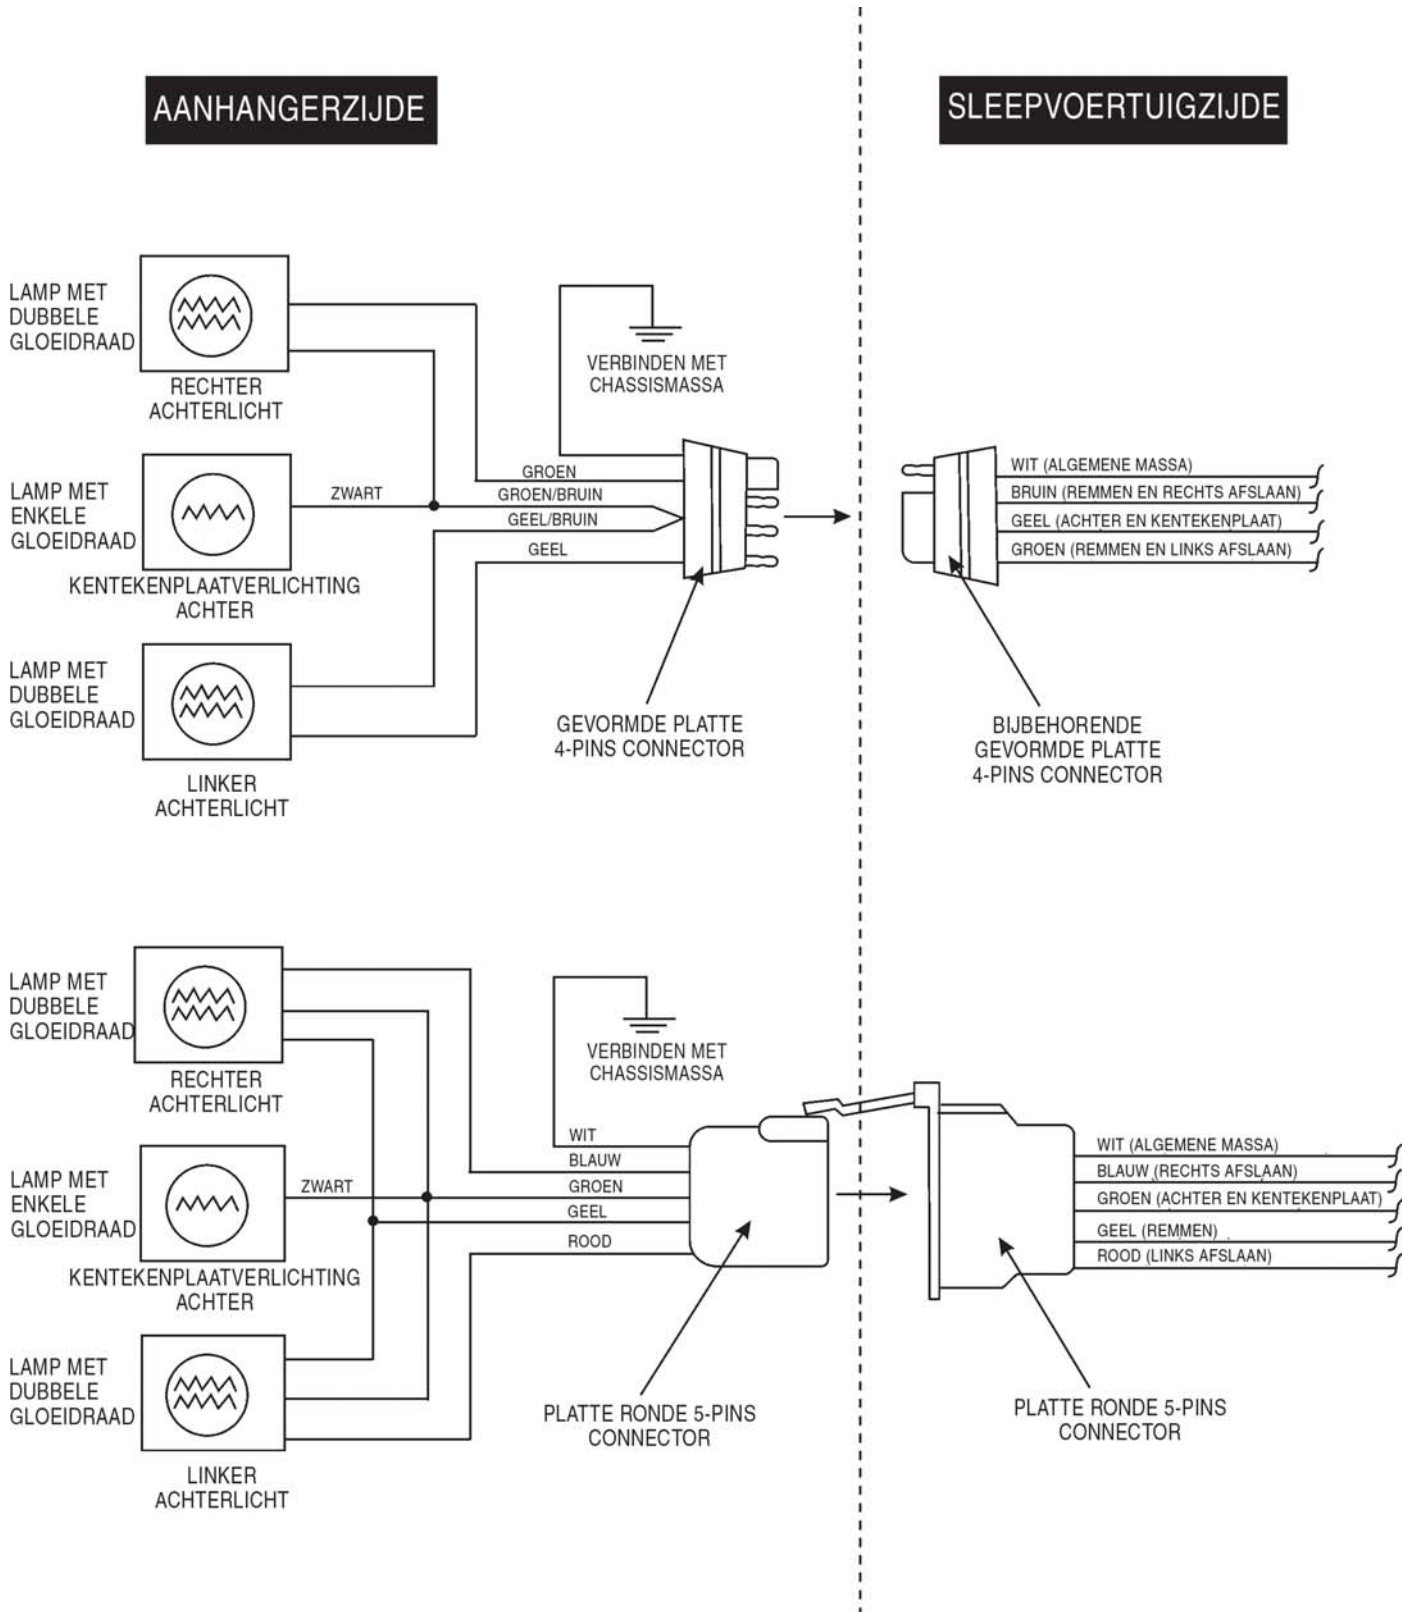 AANHANGERZIJDE
SLEEPVOERTUIGZIJDE
LAMP MET
DUBBELE
GLOEIDRAAD
RECHTER
ACHTERLICHT
VERBINDEN MET
CHASSISMASSA
LAMP MET
ENKELE
GLOEIDRAAD
KENTEKENPLAATVERLICHTING
ACHTER
ZWART
GROEN
GROEN/BRUIN
GEEL/BRUIN
GEEL
WIT (ALGEMENE MASSA)
BRUIN (REMMEN EN RECHTS AFSLAAN)
GEEL (ACHTER EN KENTEKENPLAAT)
GROEN (REMMEN EN LINKS AFSLAAN)
LAMP MET
DUBBELE
GLOEIDRAAD
LINKER
ACHTERLICHT
GEVORMDE PLATTE
4-PINS CONNECTOR
BIJBEHORENDE
GEVORMDE PLATTE
4-PINS CONNECTOR
LAMP MET
DUBBELE
GLOEIDRAAD
RECHTER
ACHTERLICHT
VERBINDEN MET
CHASSISMASSA
LAMP MET
ENKELE
GLOEIDRAAD
KENTEKENPLAATVERLICHTING
ACHTER
ZWART
WIT
BLAUW
GROEN
GEEL
ROOD
WIT (ALGEMENE MASSA)
BLAUW (RECHTS AFSLAAN)
GROEN (ACHTER EN KENTEKENPLAAT)
GEEL (REMMEN)
ROOD (LINKS AFSLAAN)
LAMP MET
DUBBELE
GLOEIDRAAD
LINKER
ACHTERLICHT
PLATTE RONDE 5-PINS
CONNECTOR
PLATTE RONDE 5-PINS
CONNECTOR